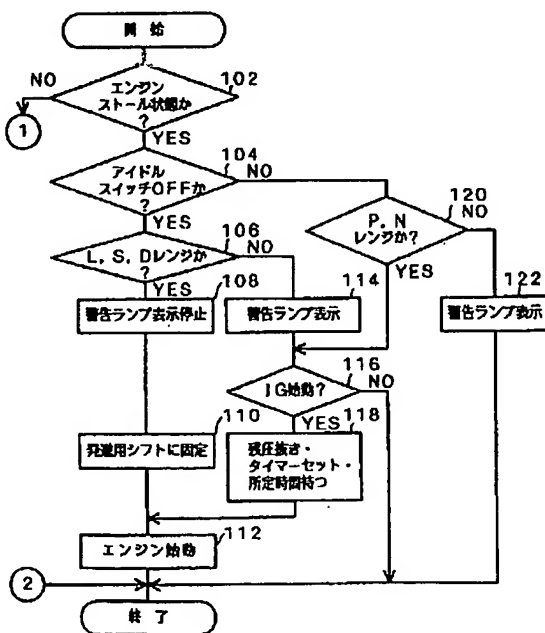 開始
NO
エンジン
ストール状態か
?
102
1
YES
アイドル
スイッチOFFか
?
104
NO
YES
P. N
レンジか?
120
NO
L. S. Dレンジか
?
106
NO
YES
YES
108
警告ランプ表示停止
114
警告ランプ表示
122
警告ランプ表示
IG始動?
116
NO
YES
110
発進用シフトに固定
118
残圧抜き・
タイマーセット・
所定時間待つ
エンジン始動
112
2
終了